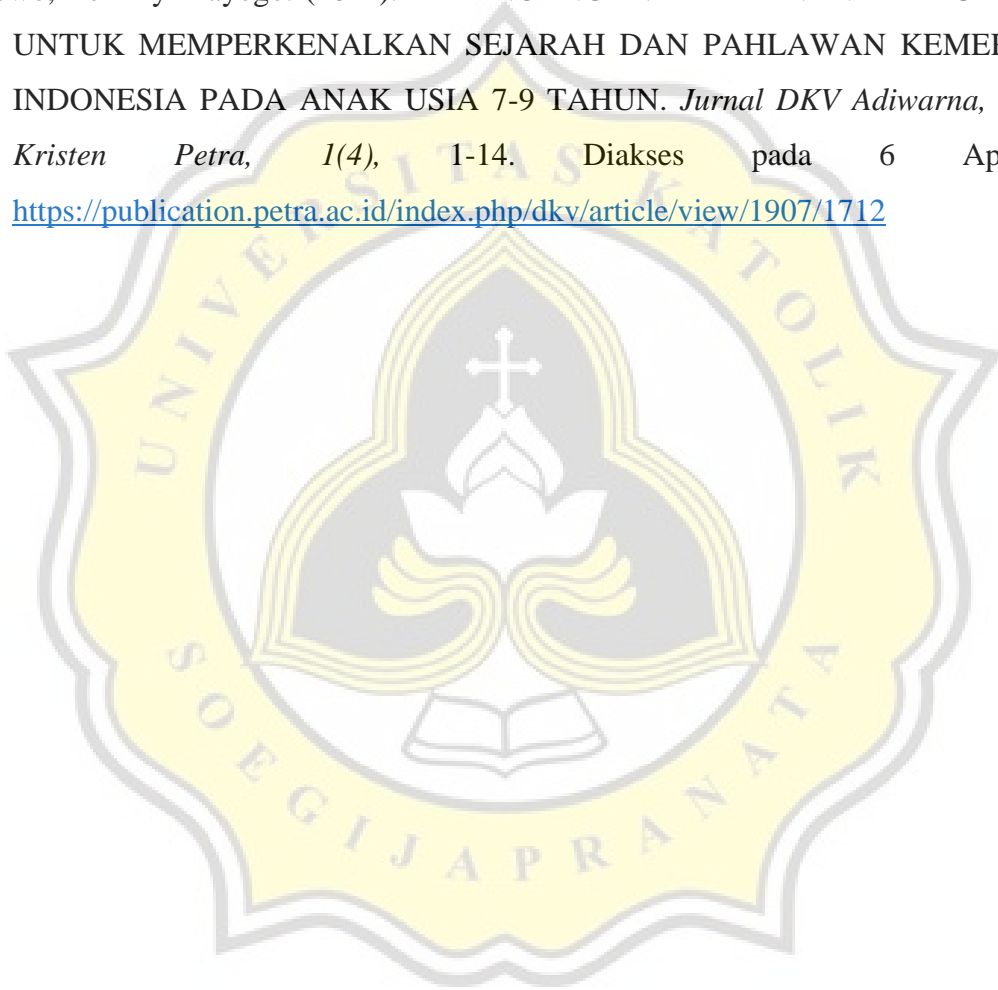 UNTUK MEMPERKENALKAN SEJARAH DAN PAHLAWAN
INDONESIA PADA ANAK USIA 7-9 TAHUN. Jurnal DKV Adiwarna,
Kristen Petra, 1(4), 1-14. Diakses pada 6
https://publication.petra.ac.id/index.php/dkv/article/view/1907/1712
UNIVERSITAS KATOLIK
SOEGIJAPRANATA